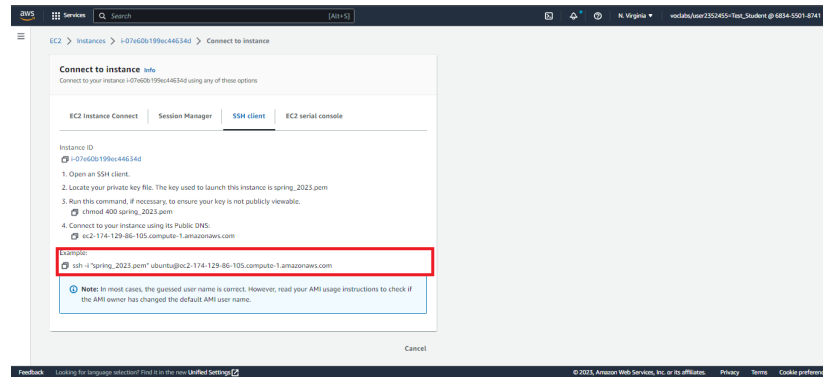 aws Services Search [Alt+S] N. Virginia voclabs/user2352455=Test_Student @ 6834-5501-8741
EC2 > Instances > i-07e60b199ec44634d > Connect to instance
Connect to instance Info
Connect to your instance i-07e60b199ec44634d using any of these options
EC2 Instance Connect Session Manager SSH client EC2 serial console
Instance ID
i-07e60b199ec44634d
1. Open an SSH client.
2. Locate your private key file. The key used to launch this instance is spring_2023.pem
3. Run this command, if necessary, to ensure your key is not publicly viewable.
chmod 400 spring_2023.pem
4. Connect to your instance using its Public DNS:
ec2-174-129-86-105.compute-1.amazonaws.com
Example:
ssh -i "spring_2023.pem" ubuntu@ec2-174-129-86-105.compute-1.amazonaws.com
Note: In most cases, the guessed user name is correct. However, read your AMI usage instructions to check if
the AMI owner has changed the default AMI user name.
Cancel
Feedback Looking for language selection? Find it in the new Unified Settings © 2023, Amazon Web Services, Inc. or its affiliates. Privacy Terms Cookie preferenc